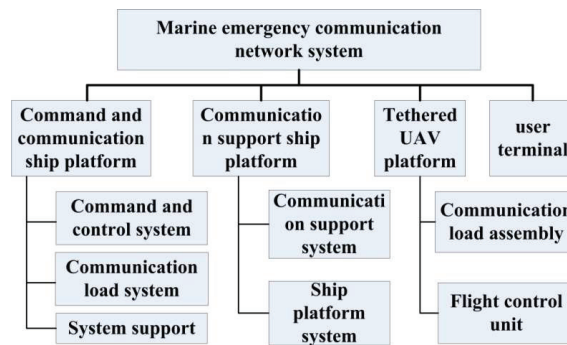 Marine emergency communication
network system
Command and
communication
ship platform
Communicatio
n support ship
platform
Tethered
UAV
platform
user
terminal
Command and
control system
Communication
load system
System support
Communicati
on support
system
Ship
platform
system
Communication
load assembly
Flight control
unit